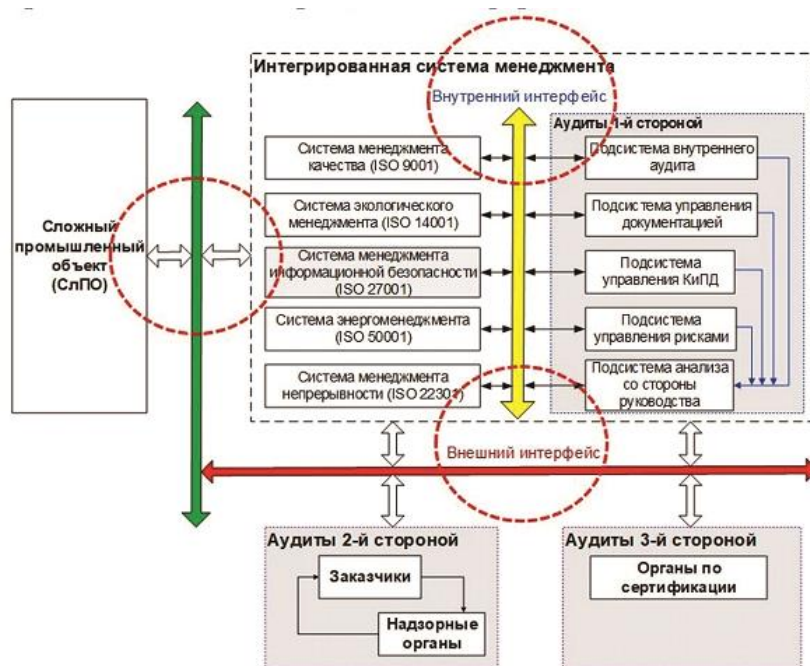 Интегрированная система менеджмента
Внутренний интерфейс
Сложный
промышленный
объект
(СлПО)
Система менеджмента
качества (ISO 9001)
Система экологического
менеджмента (ISO 14001)
Система менеджмента
информационной безопасности
(ISO 27001)
Система энергоменеджмента
(ISO 50001)
Система менеджмента
непрерывности (ISO 22301)
Аудиты 1-й стороной
Подсистема внутреннего
аудита
Подсистема управления
документацией
Подсистема
управления КиПД
Подсистема
управления рисками
Подсистема анализа
со стороны
руководства
Внешний интерфейс
Аудиты 2-й стороной
Заказчики
Надзорные
органы
Аудиты 3-й стороной
Органы по
сертификации